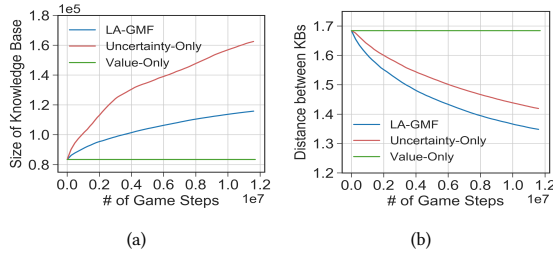 1e5
1.8
1.6
1.4
1.2
1.0
0.8
Size of Knowledge Base
LA-GMF
Uncertainty-Only
Value-Only
0.0 0.2 0.4 0.6 0.8 1.0 1.2
# of Game Steps 1e7
(a)
1.7
1.6
1.5
1.4
1.3
1.2
Distance between KBs
LA-GMF
Uncertainty-Only
Value-Only
0.0 0.2 0.4 0.6 0.8 1.0 1.2
# of Game Steps 1e7
(b)